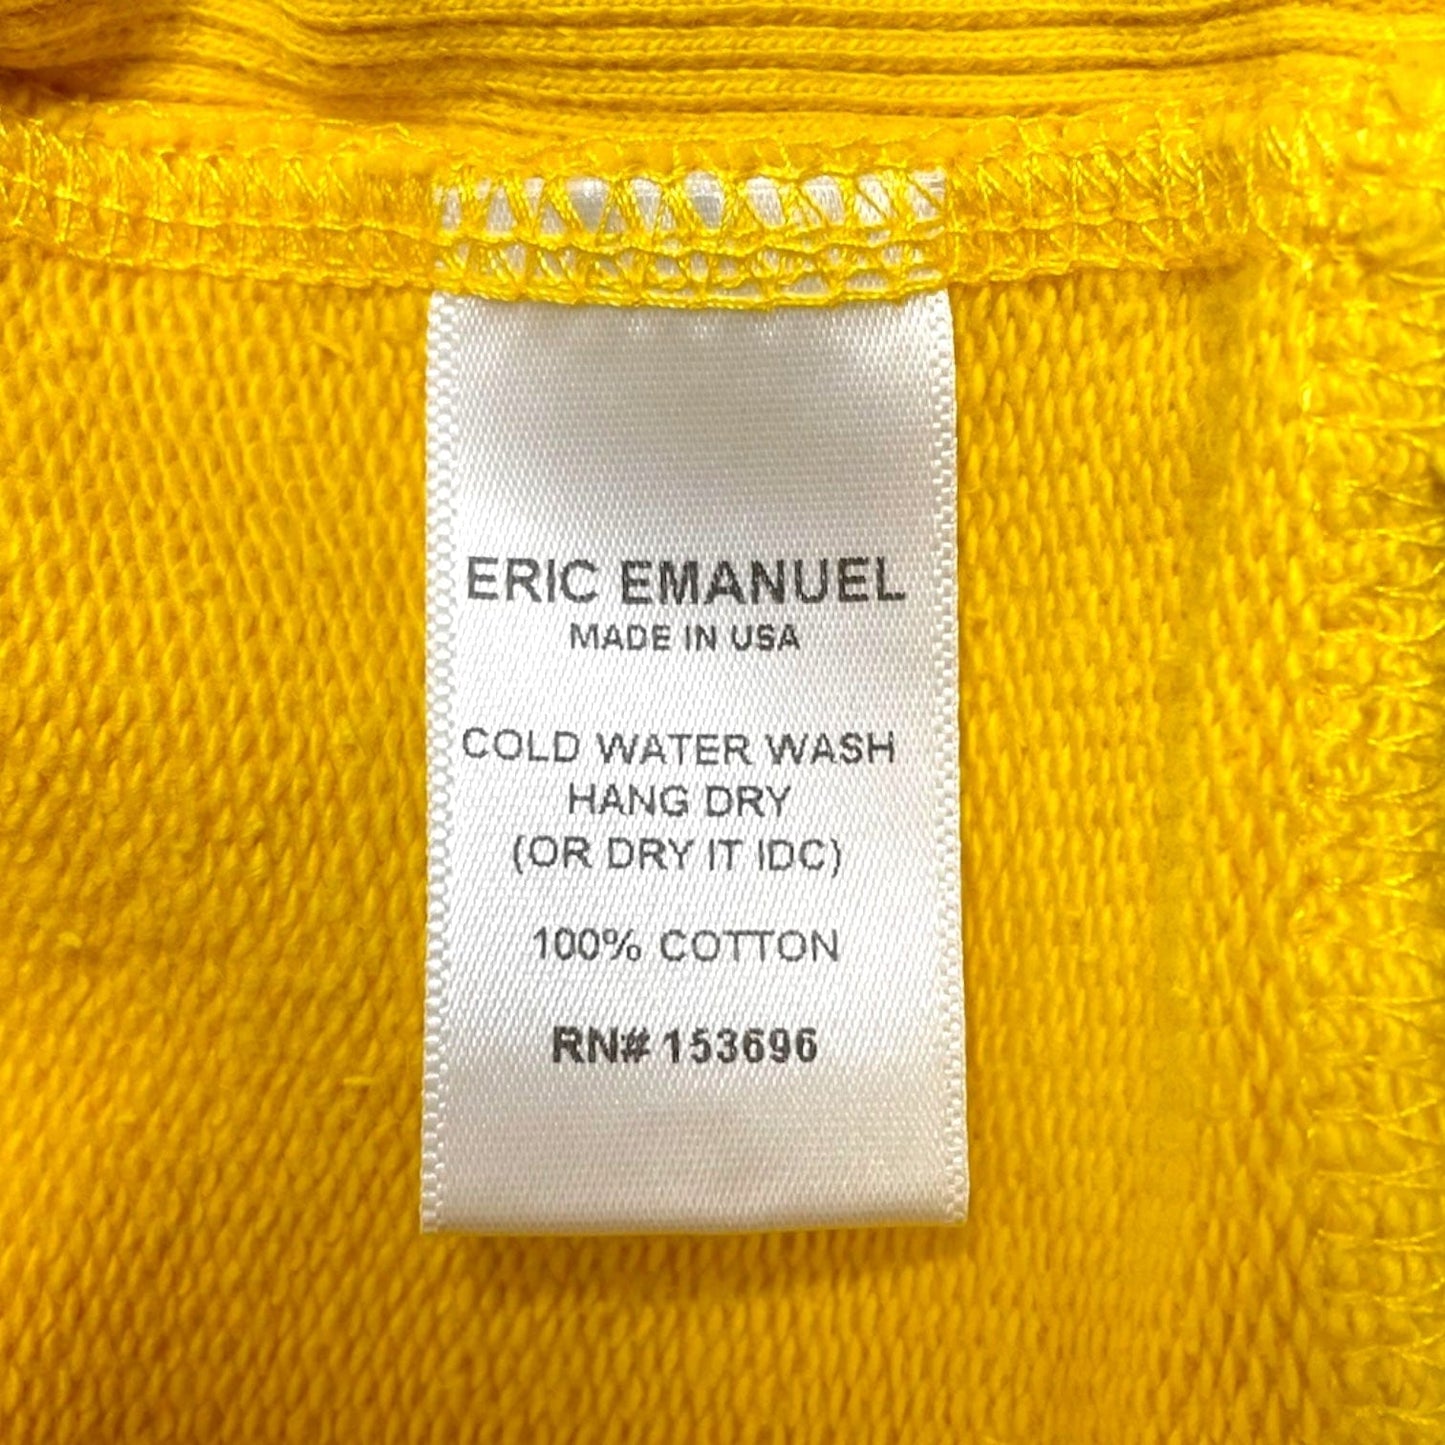 ERIC EMANUEL
MADE IN USA
COLD WATER WASH
HANG DRY
(OR DRY IT IDC)
100% COTTON
RN# 153696